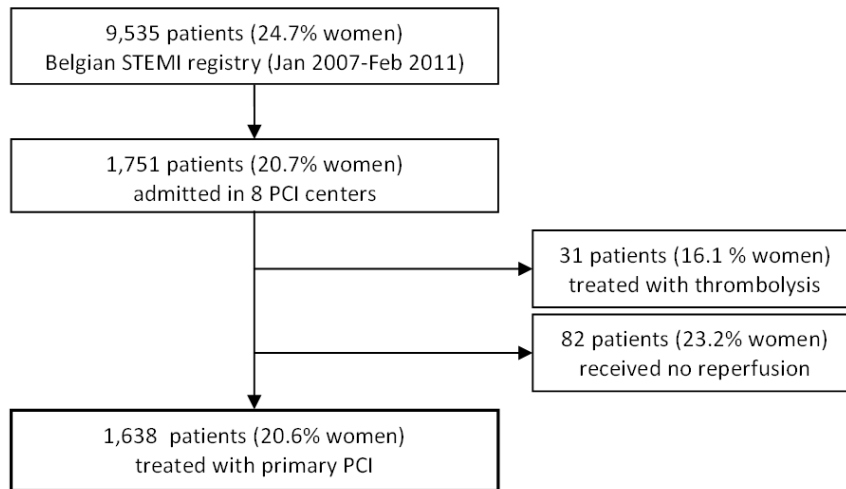 9,535 patients (24.7% women)
Belgian STEMI registry (Jan 2007-Feb 2011)
1,751 patients (20.7% women)
admitted in 8 PCI centers
31 patients (16.1 % women)
treated with thrombolysis
82 patients (23.2% women)
received no reperfusion
1,638  patients (20.6% women)
treated with primary PCI